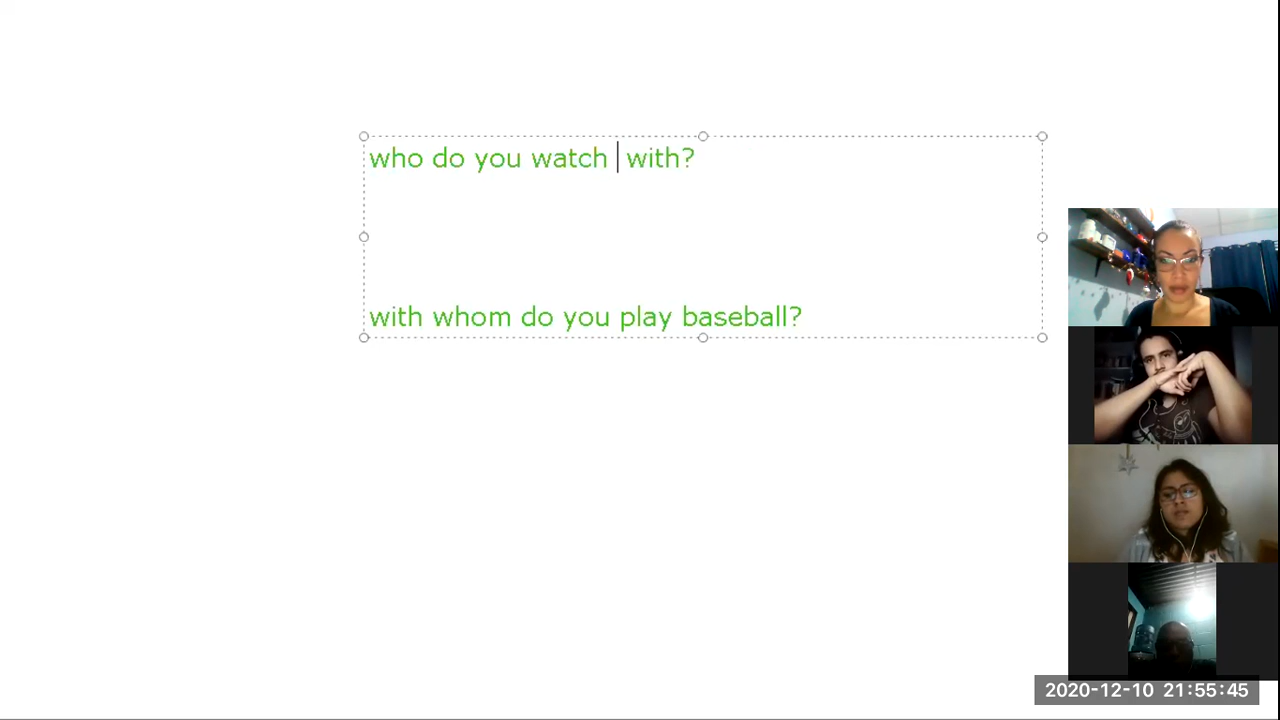 who do you watch with?
with whom do you play baseball?
2020-12-10 21:55:45